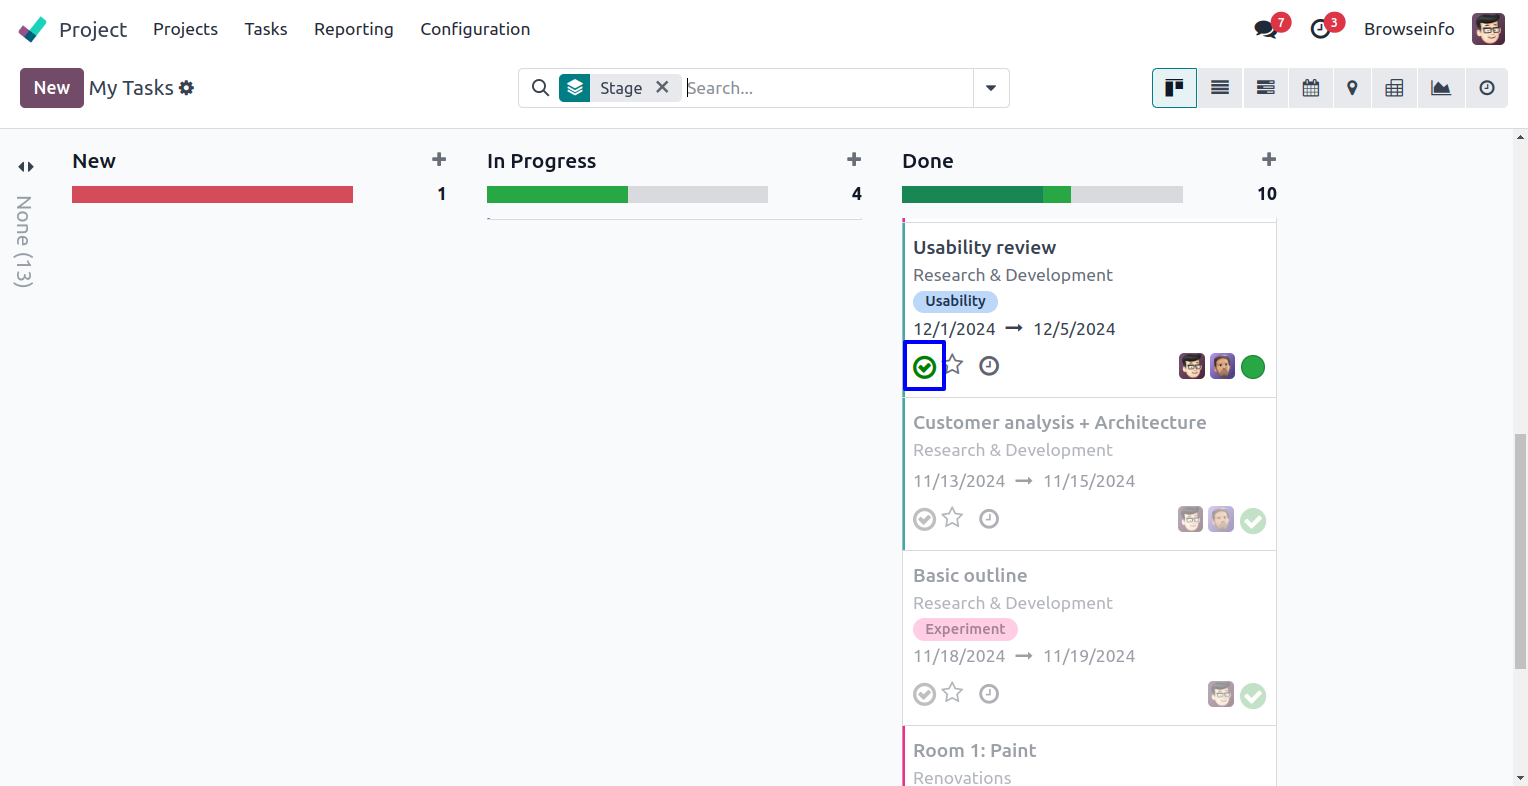 Project Projects Tasks Reporting Configuration 7 3 Browseinfo
New My Tasks Stage Search...
None (13)
New
1
In Progress
4
Done
10
Usability review
Research & Development
Usability
12/1/2024 → 12/5/2024
Customer analysis + Architecture
Research & Development
11/13/2024 → 11/15/2024
Basic outline
Research & Development
Experiment
11/18/2024 → 11/19/2024
Room 1: Paint
Renovations